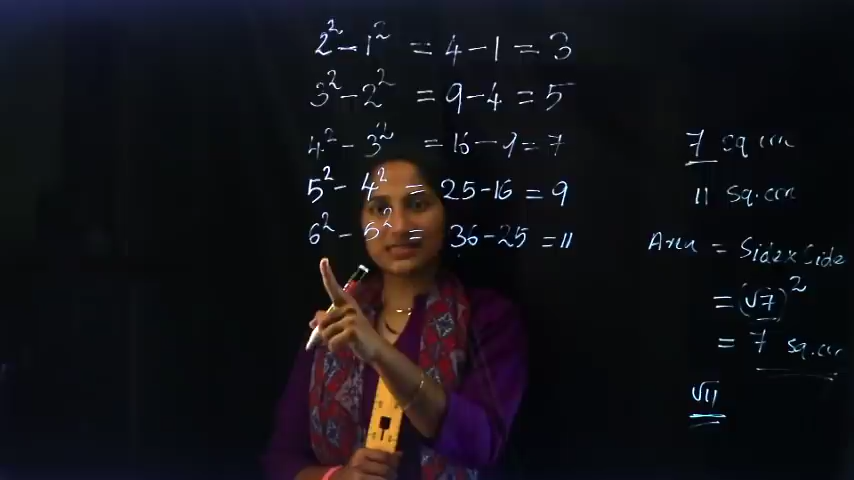 2² - 1² = 4 - 1 = 3
3² - 2² = 9 - 4 = 5
4² - 3² = 16 - 9 = 7
5² - 4² = 25 - 16 = 9
6² - 5² = 36 - 25 = 11
7 sq cm
11 sq.cm
Area = Side x Side
= (√7)²
= 7 sq.cm
√11